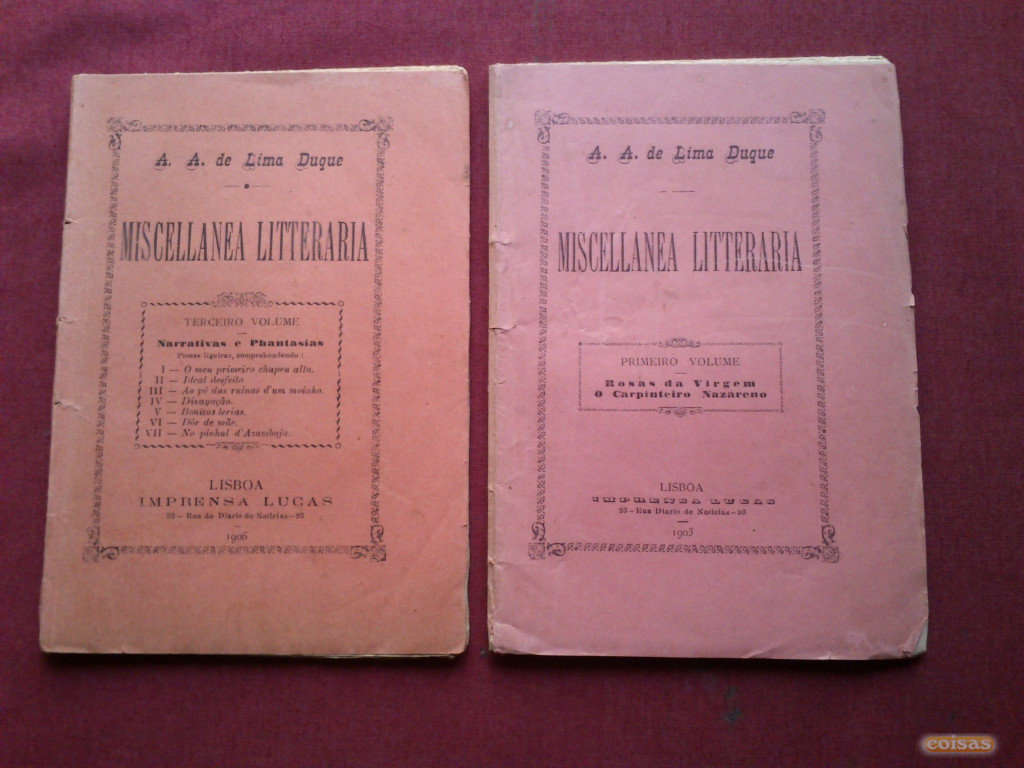 A. A. de Lima Duque
MISCELLANEA LITTERARIA
TERCEIRO VOLUME
Narrativas e Phantasias
Prosas ligeiras, comprehendendo:
I — O meu primeiro chapeu alto.
II — Ideal desfeito
III — Ao pé das ruinas d'um moinho.
IV — Divagação.
V — Bonitas lerias.
VI — Dôr de mãe.
VII — No pinhal d'Azambuja.
LISBOA
IMPRENSA LUCAS
93 — Rua do Diario de Noticias — 93
1906
A. A. de Lima Duque
MISCELLANEA LITTERARIA
PRIMEIRO VOLUME
Rosas da Virgem
O Carpinteiro Nazareno
LISBOA
IMPRENSA LUCAS
93 — Rua Diario de Noticias — 93
1903
coisas